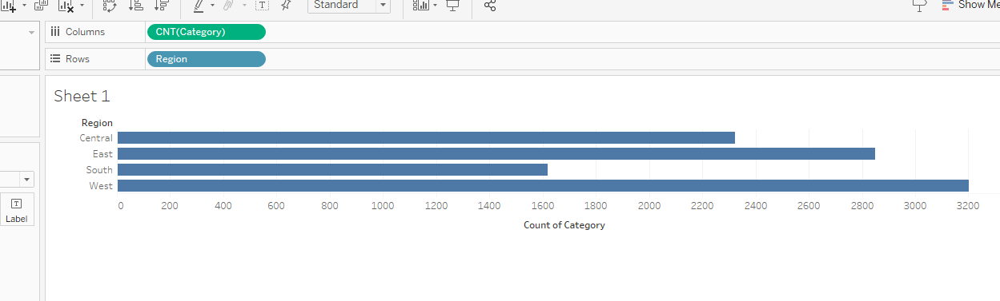 Standard
Show Me
Columns
CNT(Category)
Rows
Region
Sheet 1
Region
Central
East
South
West
0 200 400 600 800 1000 1200 1400 1600 1800 2000 2200 2400 2600 2800 3000 3200
Count of Category
T
Label